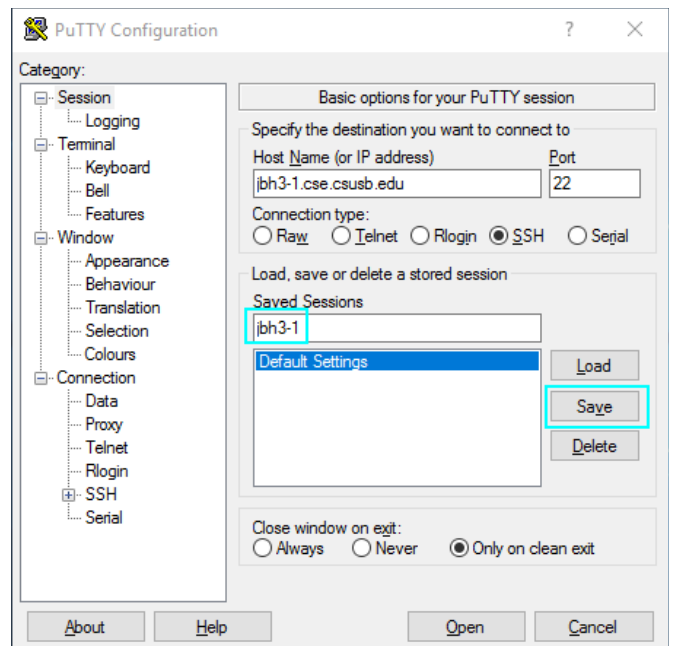 PuTTY Configuration
?
Category:
Session
Logging
Terminal
Keyboard
Bell
Features
Window
Appearance
Behaviour
Translation
Selection
Colours
Connection
Data
Proxy
Telnet
Rlogin
SSH
Serial
Basic options for your PuTTY session
Specify the destination you want to connect to
Host Name (or IP address) Port
jbh3-1.cse.csusb.edu 22
Connection type:
Raw Telnet Rlogin SSH Serial
Load, save or delete a stored session
Saved Sessions
jbh3-1
Default Settings
Load
Save
Delete
Close window on exit:
Always Never Only on clean exit
About Help Open Cancel